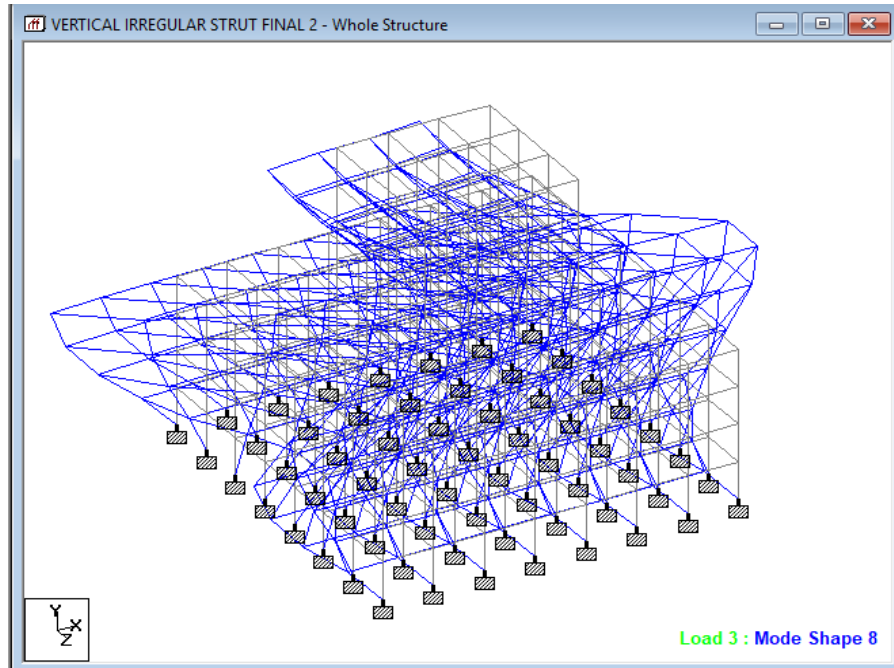 VERTICAL IRREGULAR STRUT FINAL 2 - Whole Structure
Y
X
Z
Load 3 : Mode Shape 8